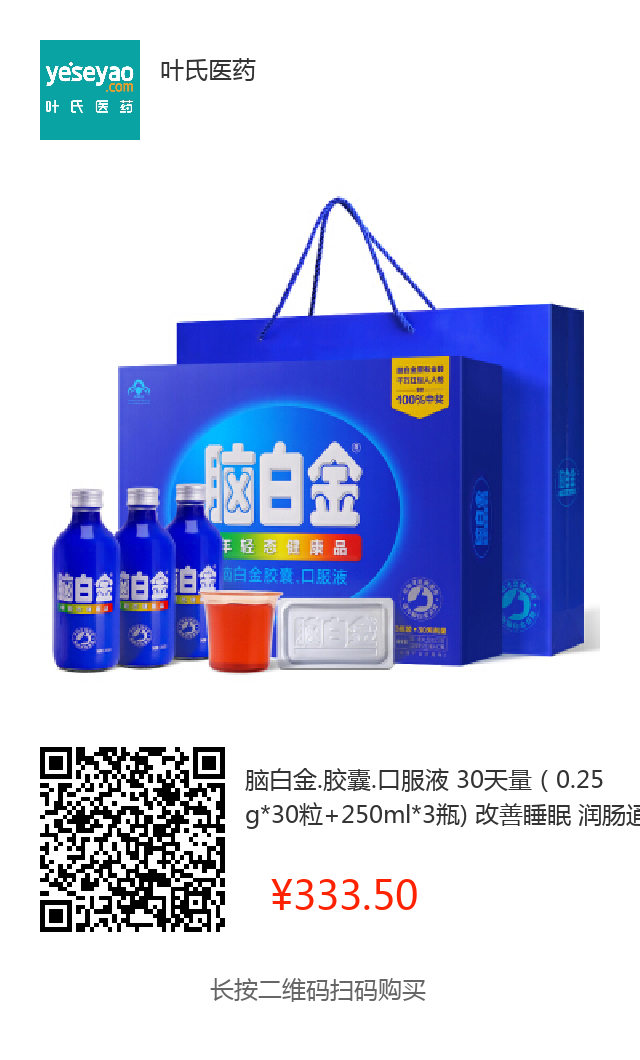 yeseyao
.com
叶氏医药
叶氏医药
100%中奖
脑白金
年轻态健康品
脑白金胶囊、口服液
脑白金
脑白金
脑白金
脑白金
脑白金.胶囊.口服液 30天量（0.25
g*30粒+250ml*3瓶) 改善睡眠 润肠通
¥333.50
长按二维码扫码购买